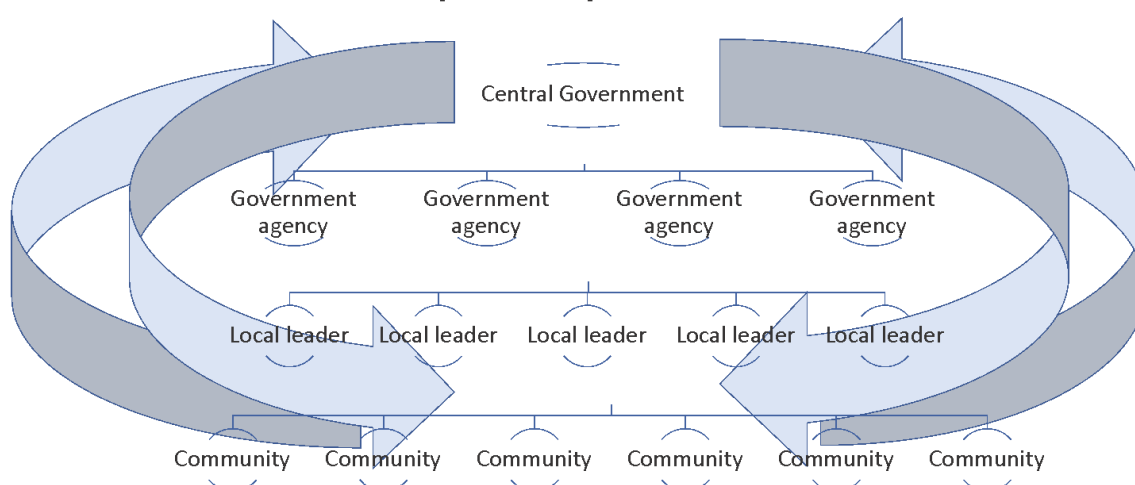 Central Government
Government agency Government agency Government agency Government agency
Local leader Local leader Local leader Local leader Local leader
Community Community Community Community Community Community